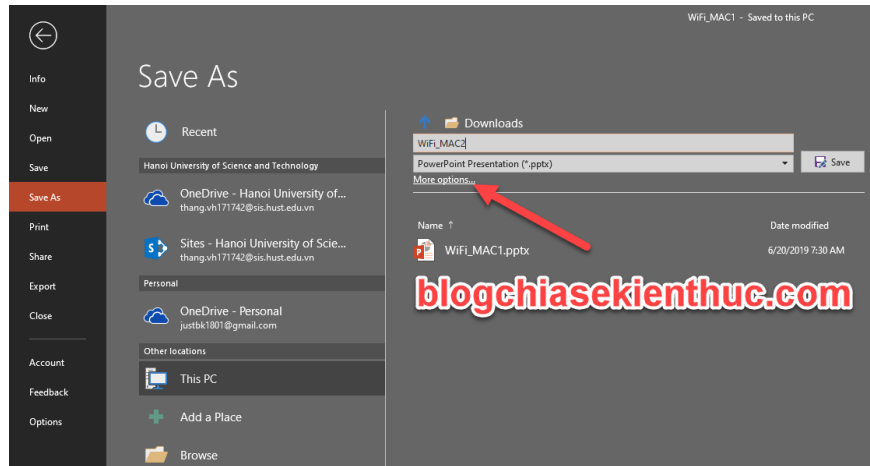 WiFi_MAC1 - Saved to this PC
Info
New
Open
Save
Save As
Print
Share
Export
Close
Account
Feedback
Options
Save As
Recent
Hanoi University of Science and Technology
OneDrive - Hanoi University of...
thang.vh171742@sis.hust.edu.vn
Sites - Hanoi University of Scie...
thang.vh171742@sis.hust.edu.vn
Personal
OneDrive - Personal
justbk1801@gmail.com
Other locations
This PC
Add a Place
Browse
Downloads
WiFi_MAC2
PowerPoint Presentation (*.pptx)
Save
More options...
Name ↑ Date modified
WiFi_MAC1.pptx 6/20/2019 7:30 AM
blogchiasekienthuc.com